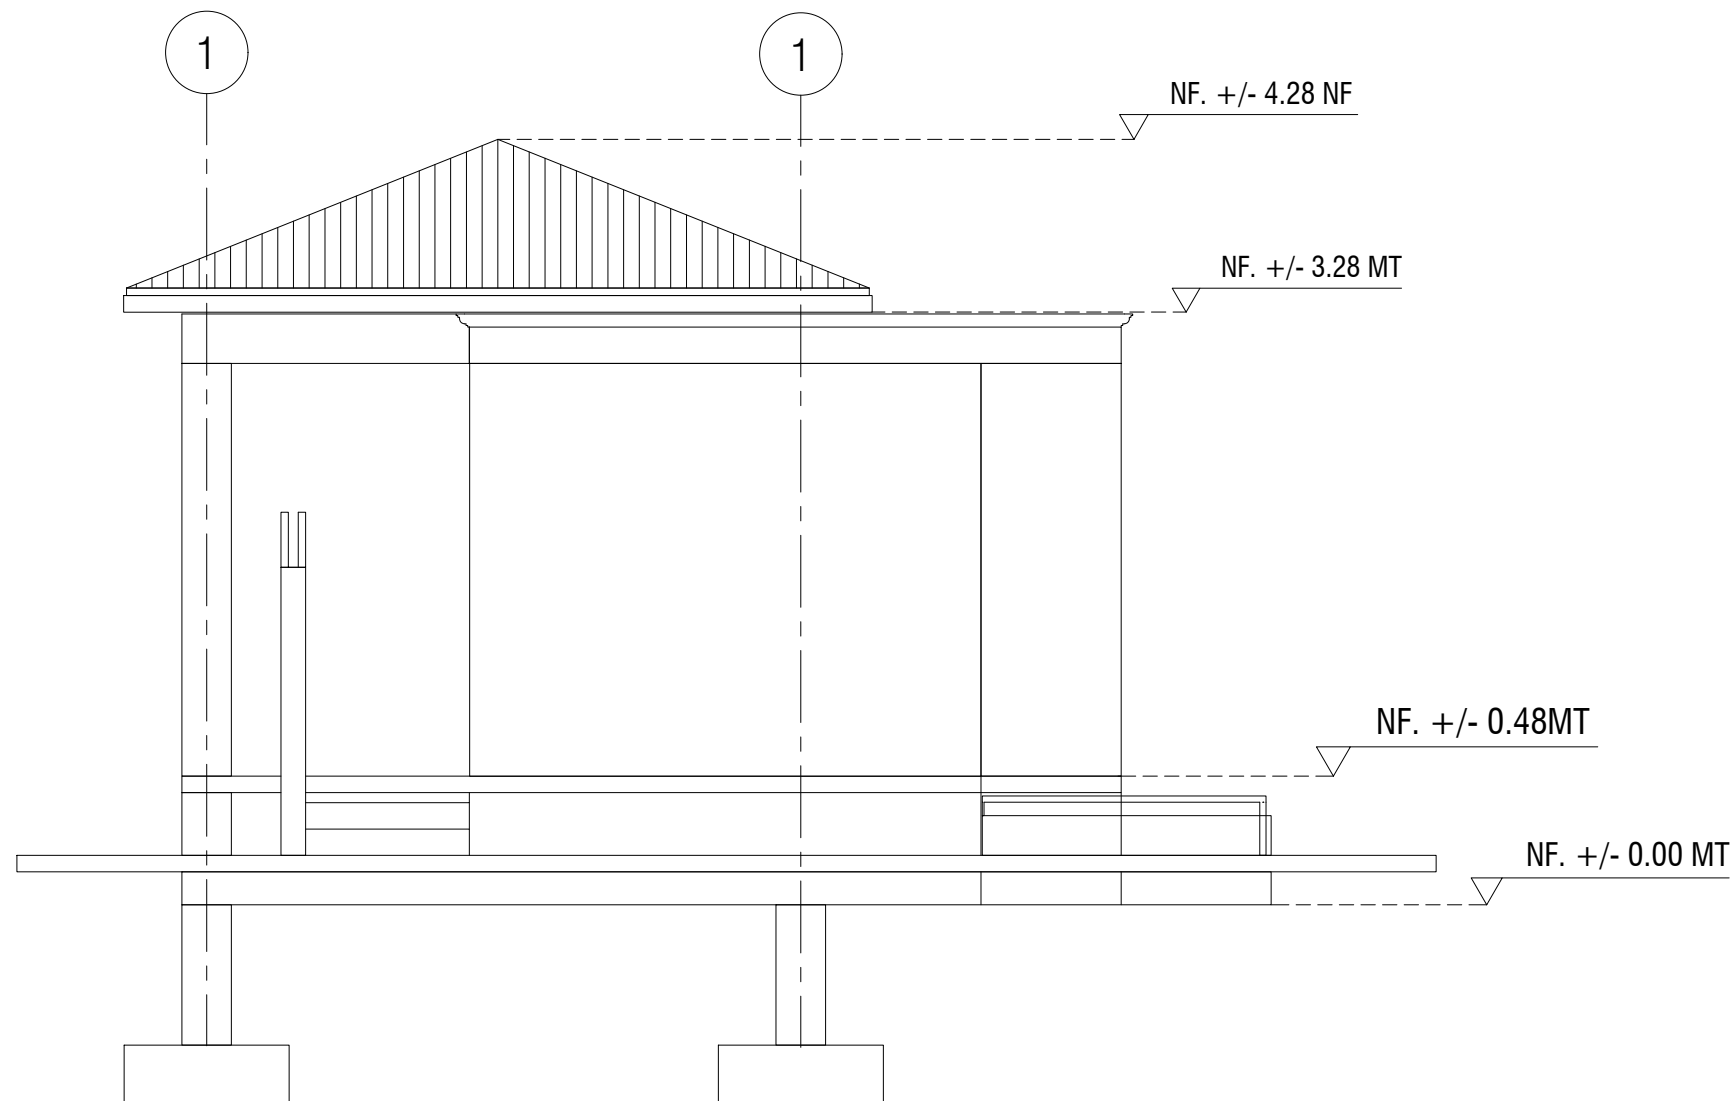 1
1
NF. +/- 4.28 NF
NF. +/- 3.28 MT
NF. +/- 0.48MT
NF. +/- 0.00 MT